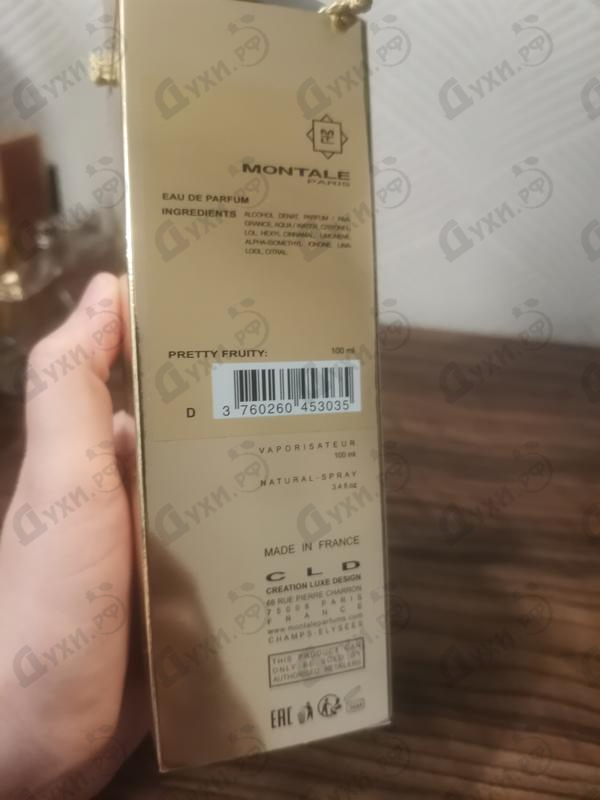 MONTALE
PARIS
EAU DE PARFUM
INGREDIENTS ALCOHOL DENAT, PARFUM / FRA
GRANCE, AQUA / WATER, CITRONEL
LOL, HEXYL CINNAMAL, LIMONENE,
ALPHA-ISOMETHYL IONONE, LINA
LOOL, CITRAL.
PRETTY FRUITY: 100 ml
D 3 760260 453035
VAPORISATEUR
100 ml
NATURAL-SPRAY
3.4 fl.oz
MADE IN FRANCE
CLD
CREATION LUXE DESIGN
66 RUE PIERRE CHARRON
75008 PARIS
FRANCE
www.montaleparfums.com
CHAMPS-ELYSEES
THIS PRODUCT CAN
ONLY BE SOLD BY
AUTHORISED RETAILERS
EAC
Духи.рф